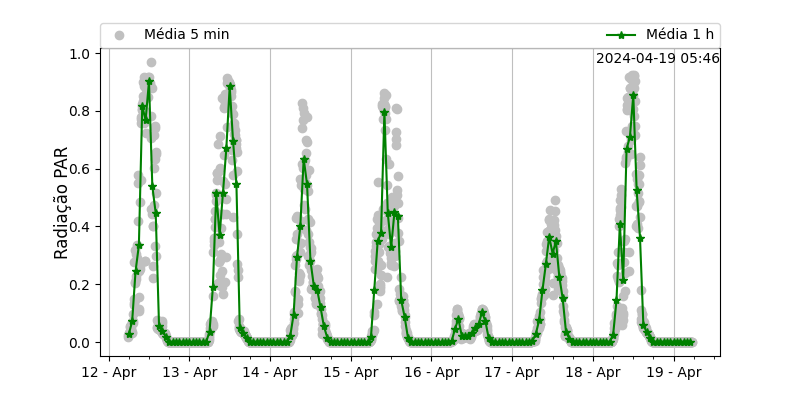 Média 5 min
Média 1 h
2024-04-19 05:46
Radiação PAR
1.0
0.8
0.6
0.4
0.2
0.0
12 - Apr
13 - Apr
14 - Apr
15 - Apr
16 - Apr
17 - Apr
18 - Apr
19 - Apr